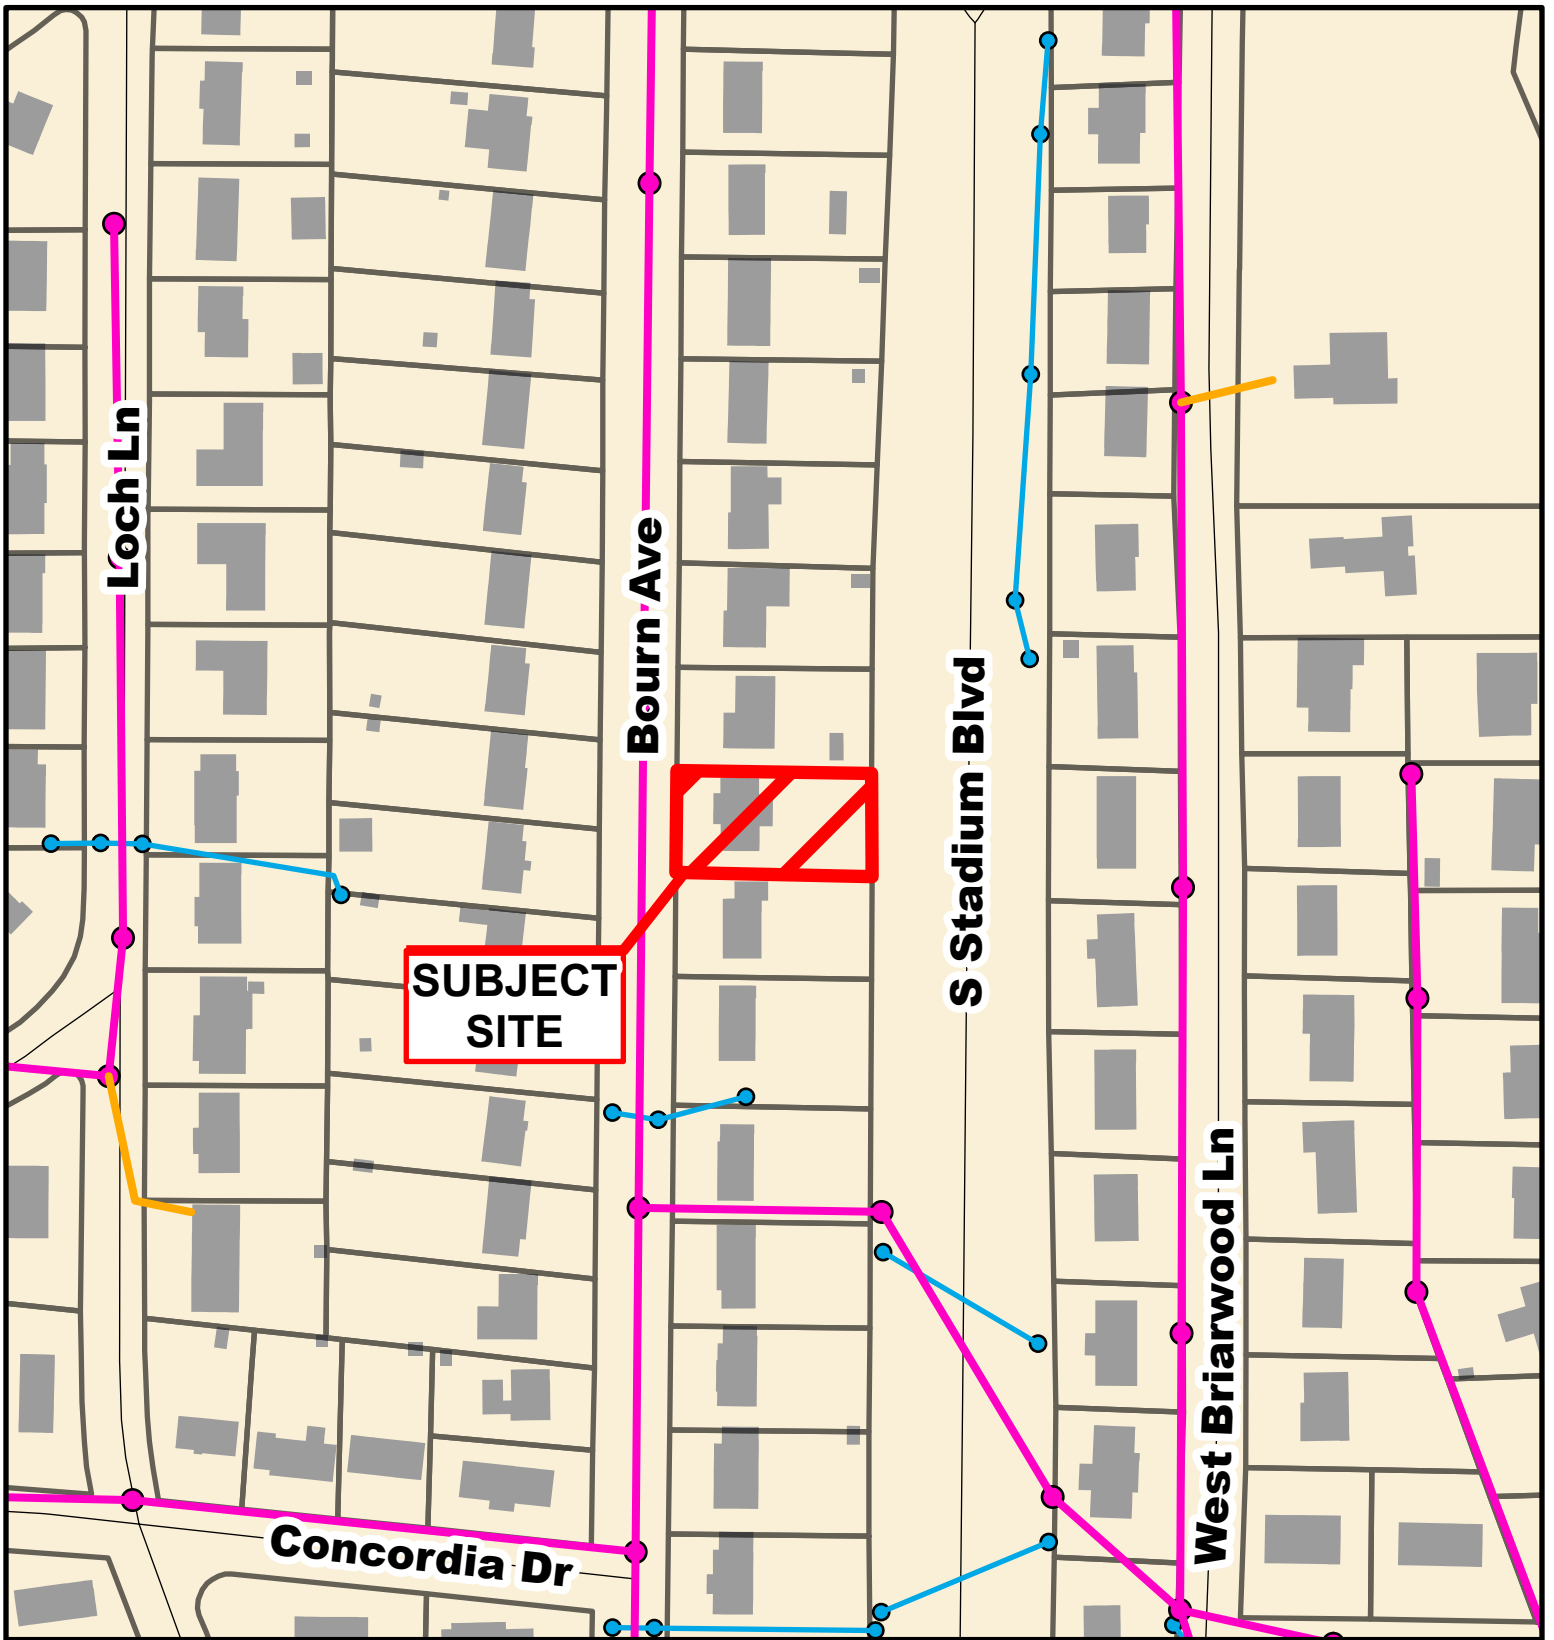 Loch Ln
Bourn Ave
S Stadium Blvd
SUBJECT
SITE
West Briarwood Ln
Concordia Dr